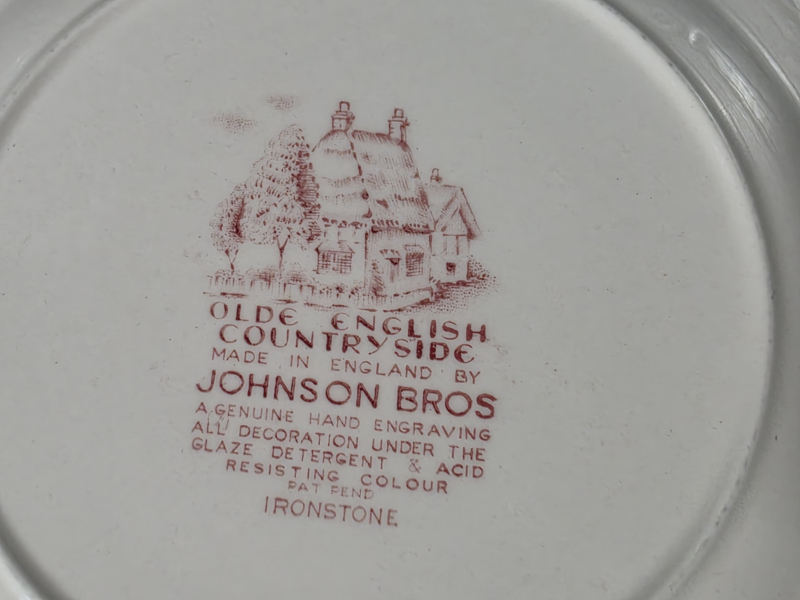 OLDE ENGLISH
COUNTRYSIDE
MADE IN ENGLAND BY
JOHNSON BROS
A GENUINE HAND ENGRAVING
ALL DECORATION UNDER THE
GLAZE DETERGENT & ACID
RESISTING COLOUR
PAT PEND
IRONSTONE